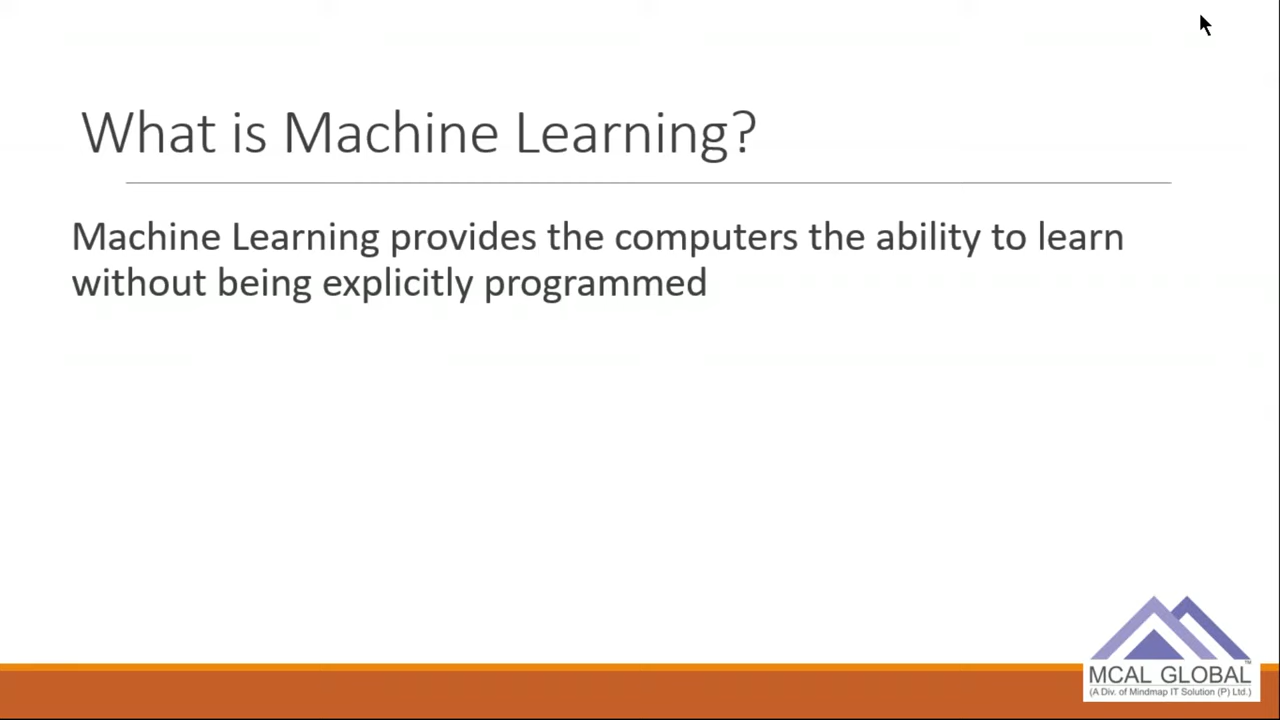 What is Machine Learning?
Machine Learning provides the computers the ability to learn
without being explicitly programmed
MCAL GLOBAL™
(A Div. of Mindmap IT Solution (P) Ltd.)